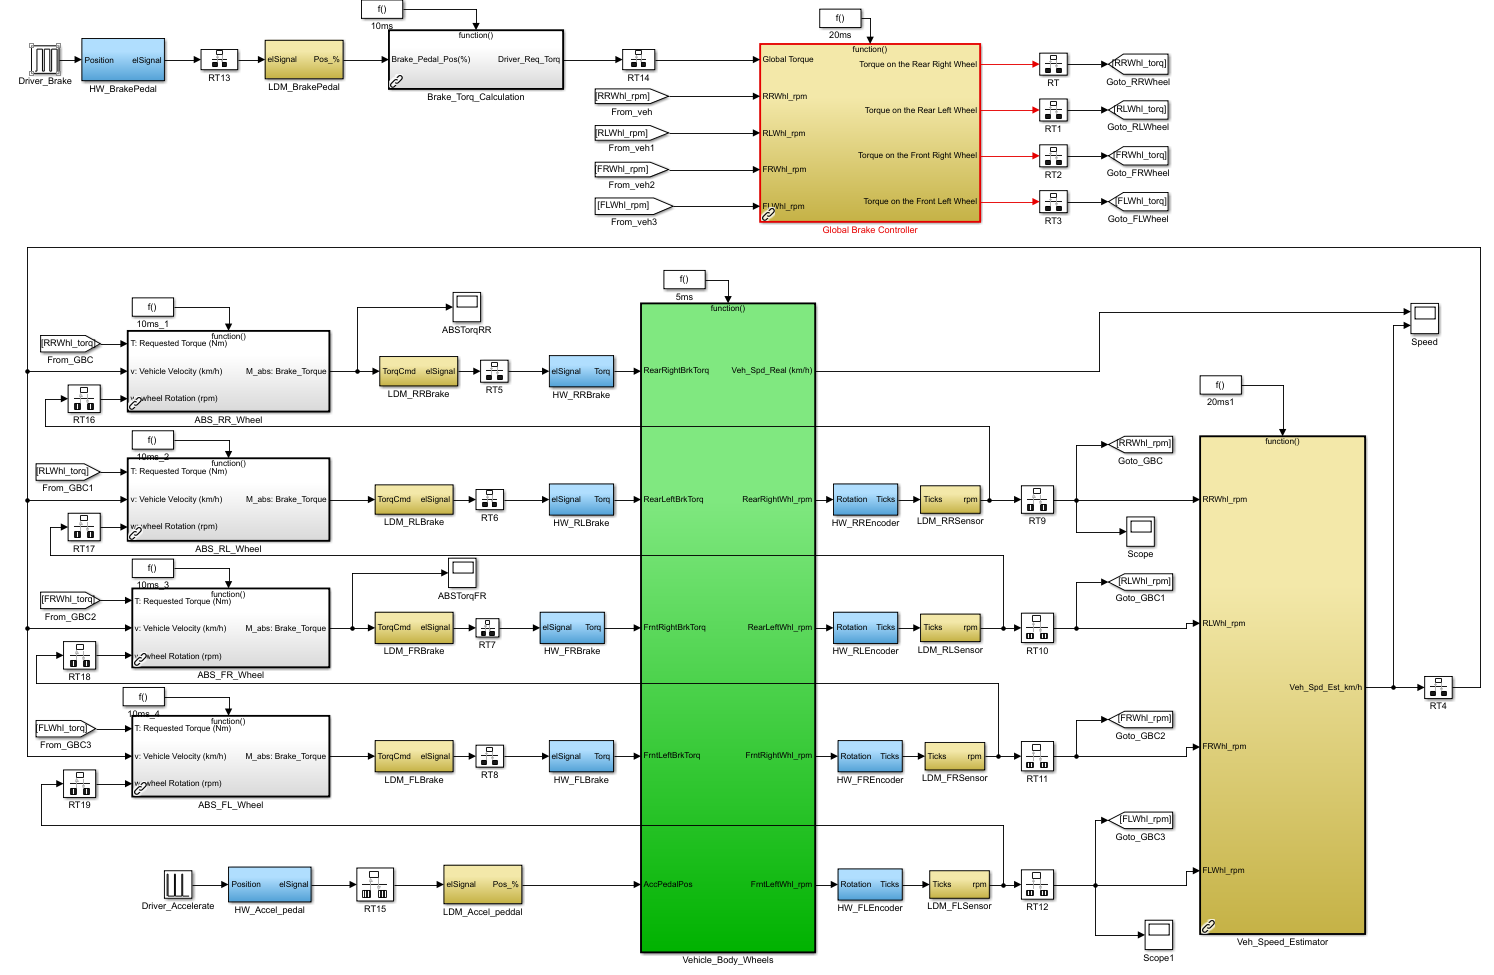 f()
10ms
function()
Driver_Brake
Position elSignal
HW_BrakePedal
RT13
elSignal Pos_%
LDM_BrakePedal
Brake_Pedal_Pos(%) Driver_Req_Torq
Brake_Torq_Calculation
RT14
f()
20ms
function()
Global Torque
RRWhl_rpm
RLWhl_rpm
FRWhl_rpm
FLWhl_rpm
Torque on the Rear Right Wheel
Torque on the Rear Left Wheel
Torque on the Front Right Wheel
Torque on the Front Left Wheel
Global Brake Controller
[RRWhl_rpm]
From_veh
[RLWhl_rpm]
From_veh1
[FRWhl_rpm]
From_veh2
[FLWhl_rpm]
From_veh3
RT
[RRWhl_torq]
Goto_RRWheel
RT1
[RLWhl_torq]
Goto_RLWheel
RT2
[FRWhl_torq]
Goto_FRWheel
RT3
[FLWhl_torq]
Goto_FLWheel
f()
10ms_1
function()
[RRWhl_torq]
From_GBC
T: Requested Torque (Nm)
v: Vehicle Velocity (km/h) M_abs: Brake_Torque
w: wheel Rotation (rpm)
RT16
ABS_RR_Wheel
ABSTorqRR
TorqCmd elSignal
LDM_RRBrake
RT5
elSignal Torq
HW_RRBrake
f()
10ms_2
function()
[RLWhl_torq]
From_GBC1
T: Requested Torque (Nm)
v: Vehicle Velocity (km/h) M_abs: Brake_Torque
w: wheel Rotation (rpm)
RT17
ABS_RL_Wheel
TorqCmd elSignal
LDM_RLBrake
RT6
elSignal Torq
HW_RLBrake
f()
10ms_3
function()
[FRWhl_torq]
From_GBC2
T: Requested Torque (Nm)
v: Vehicle Velocity (km/h) M_abs: Brake_Torque
wheel Rotation (rpm)
RT18
ABS_FR_Wheel
ABSTorqFR
TorqCmd elSignal
LDM_FRBrake
RT7
elSignal Torq
HW_FRBrake
f()
10ms_4
function()
[FLWhl_torq]
From_GBC3
T: Requested Torque (Nm)
v: Vehicle Velocity (km/h) M_abs: Brake_Torque
wheel Rotation (rpm)
RT19
ABS_FL_Wheel
TorqCmd elSignal
LDM_FLBrake
RT8
elSignal Torq
HW_FLBrake
Driver_Accelerate
Position elSignal
HW_Accel_pedal
RT15
elSignal Pos_%
LDM_Accel_peddal
f()
5ms
function()
RearRightBrkTorq Veh_Spd_Real (km/h)
RearLeftBrkTorq RearRightWhl_rpm
FrntRightBrkTorq RearLeftWhl_rpm
FrntLeftBrkTorq FrntRightWhl_rpm
AccPedalPos FrntLeftWhl_rpm
Vehicle_Body_Wheels
Rotation Ticks
HW_RREncoder
Ticks rpm
LDM_RRSensor
RT9
[RRWhl_rpm]
Goto_GBC
Scope
Rotation Ticks
HW_RLEncoder
Ticks rpm
LDM_RLSensor
RT10
[RLWhl_rpm]
Goto_GBC1
Rotation Ticks
HW_FREncoder
Ticks rpm
LDM_FRSensor
RT11
[FRWhl_rpm]
Goto_GBC2
Rotation Ticks
HW_FLEncoder
Ticks rpm
LDM_FLSensor
RT12
[FLWhl_rpm]
Goto_GBC3
Scope1
f()
20ms1
function()
RRWhl_rpm
RLWhl_rpm
Veh_Spd_Est_km/h
FRWhl_rpm
FLWhl_rpm
Veh_Speed_Estimator
Speed
RT4